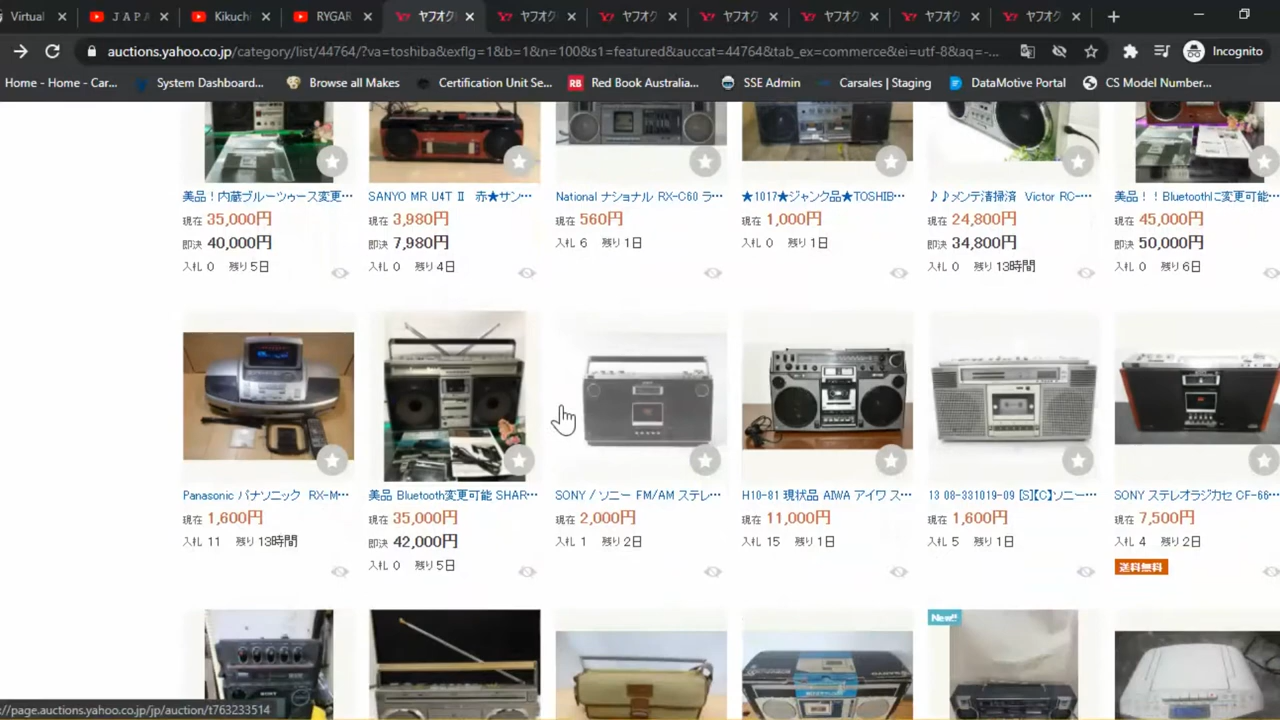 Virtual
J A P A
Kikuch
RYGAR
ヤフオク
ヤフオク
ヤフオク
ヤフオク
ヤフオク
ヤフオク
ヤフオク
auctions.yahoo.co.jp/category/list/44764/?va=toshiba&exflg=1&b=1&n=100&s1=featured&auccat=44764&tab_ex=commerce&ei=utf-8&aq=-...
Incognito
Home - Home - Car...
System Dashboard...
Browse all Makes
Certification Unit Se...
RB
Red Book Australia...
SSE Admin
Carsales | Staging
DataMotive Portal
CS Model Number...
美品！内蔵ブルーツゥース変更…
SANYO MR U4T Ⅱ 赤★サン…
National ナショナル RX-C60 ラ…
★1017★ジャンク品★TOSHIB…
♪♪メンテ清掃済 Victor RC-…
美品！！Bluetoothに変更可能…
現在 35,000円
現在 3,980円
現在 560円
現在 1,000円
現在 24,800円
現在 45,000円
即決 40,000円
即決 7,980円
入札 6 残り 1日
入札 0 残り 1日
即決 34,800円
即決 50,000円
入札 0 残り 5日
入札 0 残り 4日
入札 0 残り 13時間
入札 0 残り 6日
Panasonic パナソニック RX-M…
美品 Bluetooth変更可能 SHAR…
SONY / ソニー FM/AM ステレ…
H10-81 現状品 AIWA アイワ ス…
13 08-331019-09 [S]【C】ソニー…
SONY ステレオラジカセ CF-66…
現在 1,600円
現在 35,000円
現在 2,000円
現在 11,000円
現在 1,600円
現在 7,500円
入札 11 残り 13時間
即決 42,000円
入札 1 残り 2日
入札 15 残り 1日
入札 5 残り 1日
入札 4 残り 2日
入札 0 残り 5日
送料無料
New!!
SONY
://page.auctions.yahoo.co.jp/jp/auction/t763233514